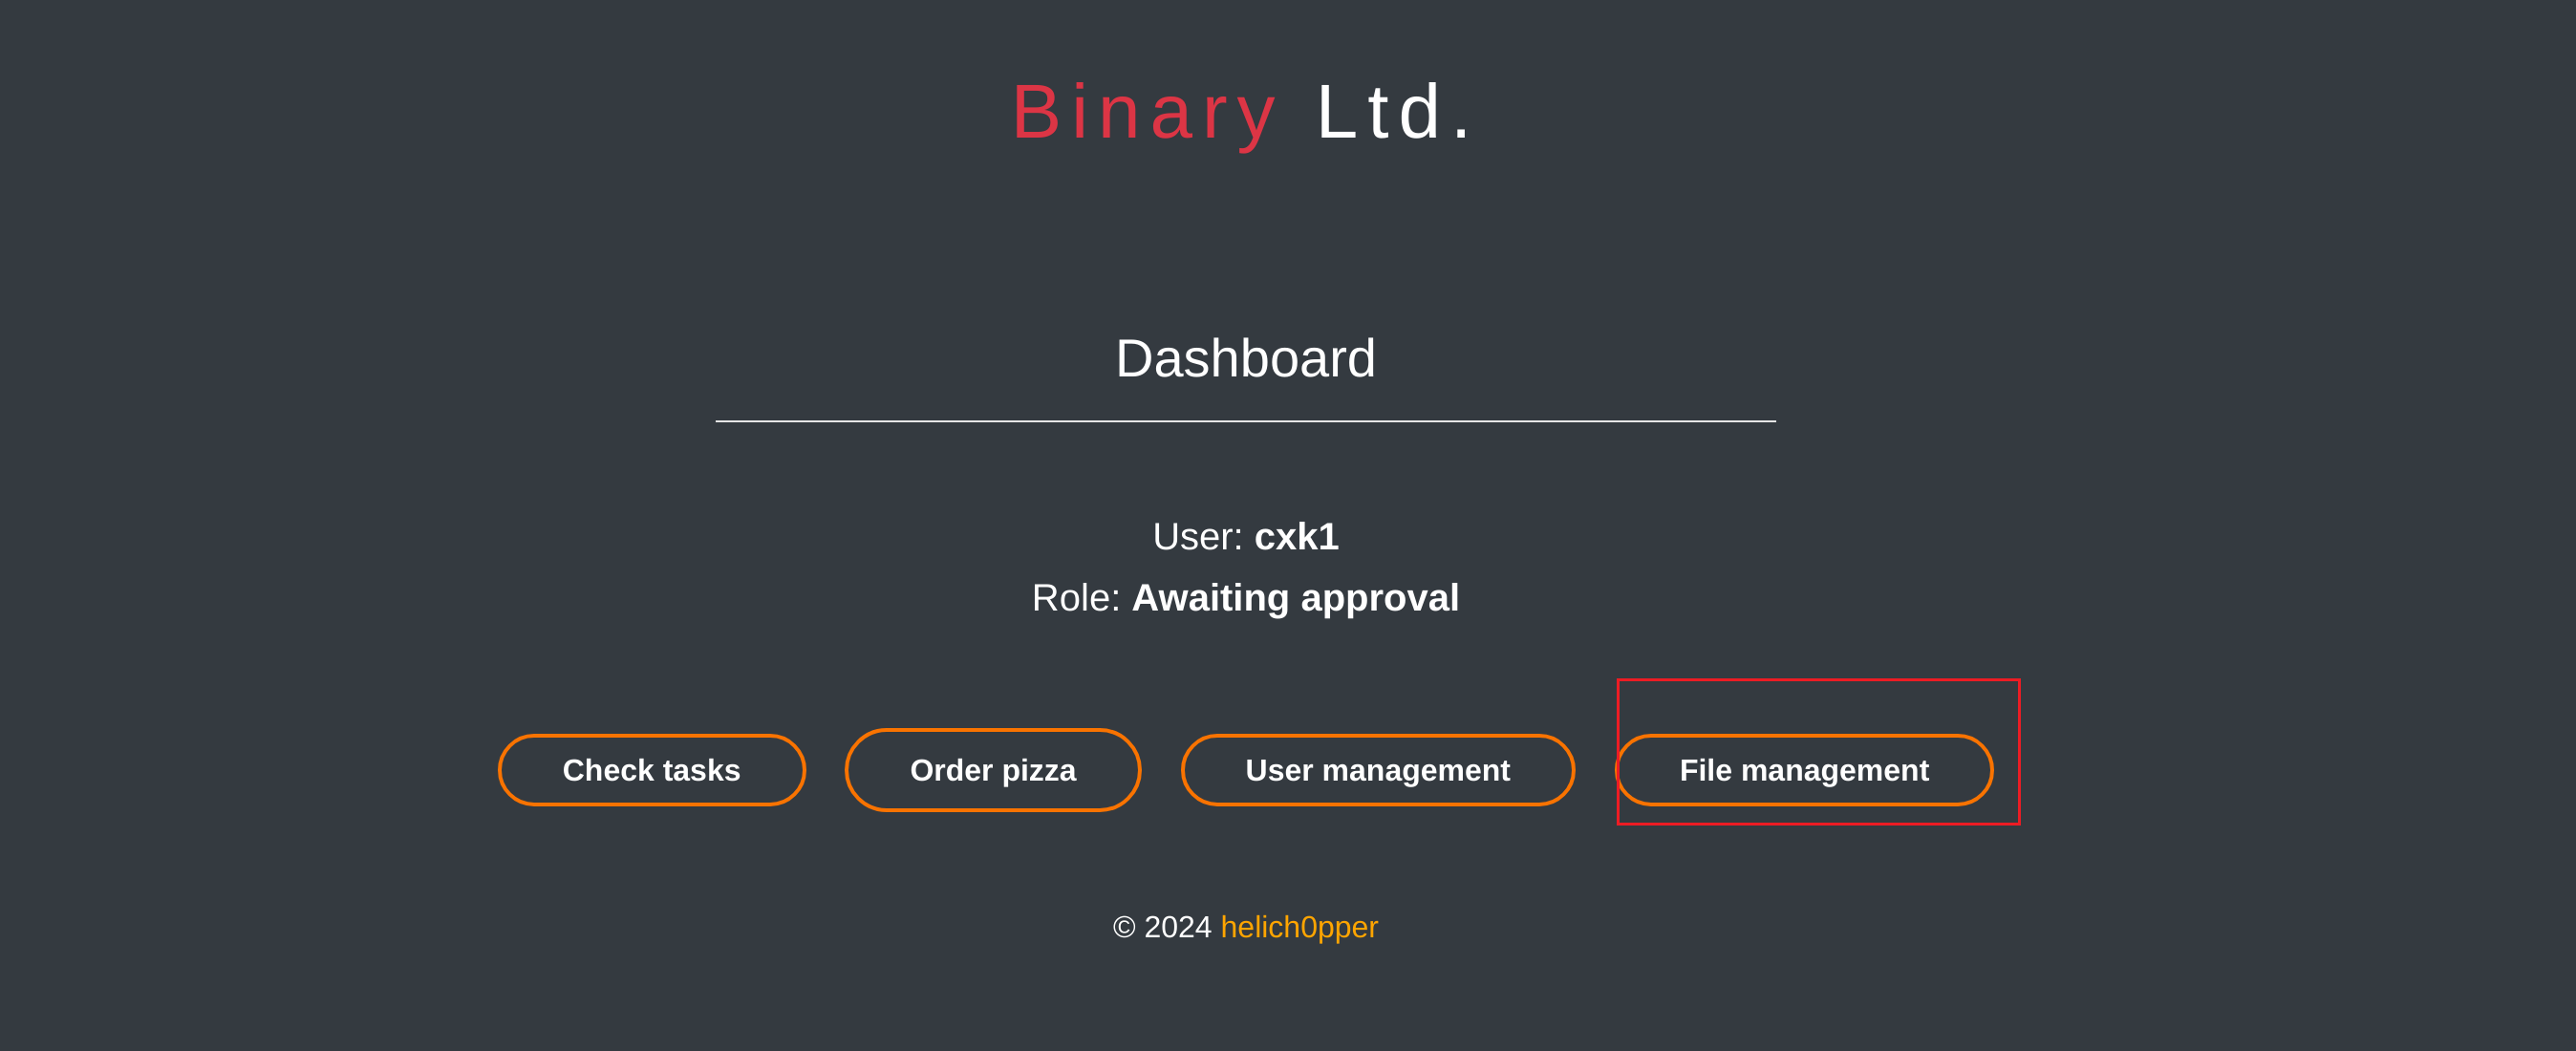 Binary Ltd.
Dashboard
User: cxk1
Role: Awaiting approval
Check tasks
Order pizza
User management
File management
© 2024 helich0pper